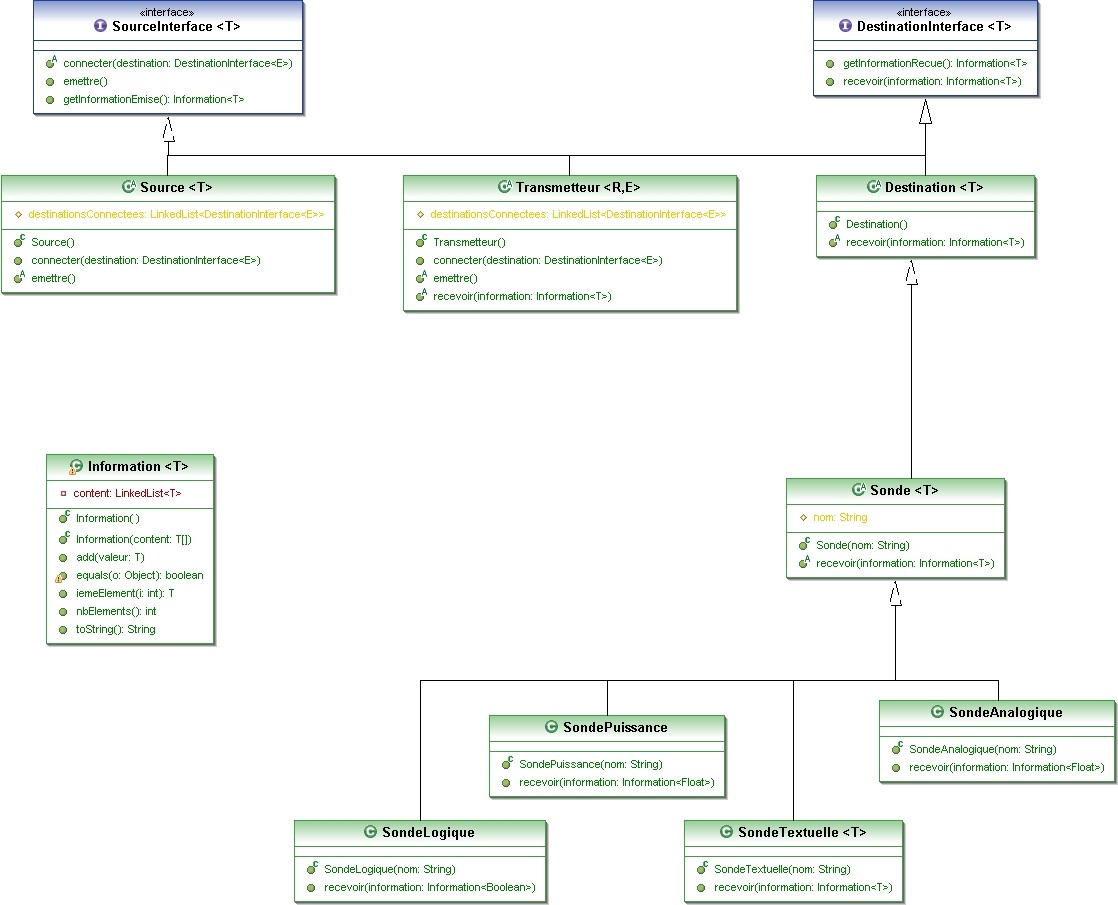 «interface»
SourceInterface <T>
connecter(destination: DestinationInterface<E>)
emettre()
getInformationEmise(): Information<T>
«interface»
DestinationInterface <T>
getInformationRecue(): Information<T>
recevoir(information: Information<T>)
Source <T>
destinationsConnectees: LinkedList<DestinationInterface<E>>
Source()
connecter(destination: DestinationInterface<E>)
emettre()
Transmetteur <R,E>
destinationsConnectees: LinkedList<DestinationInterface<E>>
Transmetteur()
connecter(destination: DestinationInterface<E>)
emettre()
recevoir(information: Information<T>)
Destination <T>
Destination()
recevoir(information: Information<T>)
Information <T>
content: LinkedList<T>
Information( )
Information(content: T[])
add(valeur: T)
equals(o: Object): boolean
iemeElement(i: int): T
nbElements(): int
toString(): String
Sonde <T>
nom: String
Sonde(nom: String)
recevoir(information: Information<T>)
SondePuissance
SondePuissance(nom: String)
recevoir(information: Information<Float>)
SondeAnalogique
SondeAnalogique(nom: String)
recevoir(information: Information<Float>)
SondeLogique
SondeLogique(nom: String)
recevoir(information: Information<Boolean>)
SondeTextuelle <T>
SondeTextuelle(nom: String)
recevoir(information: Information<T>)